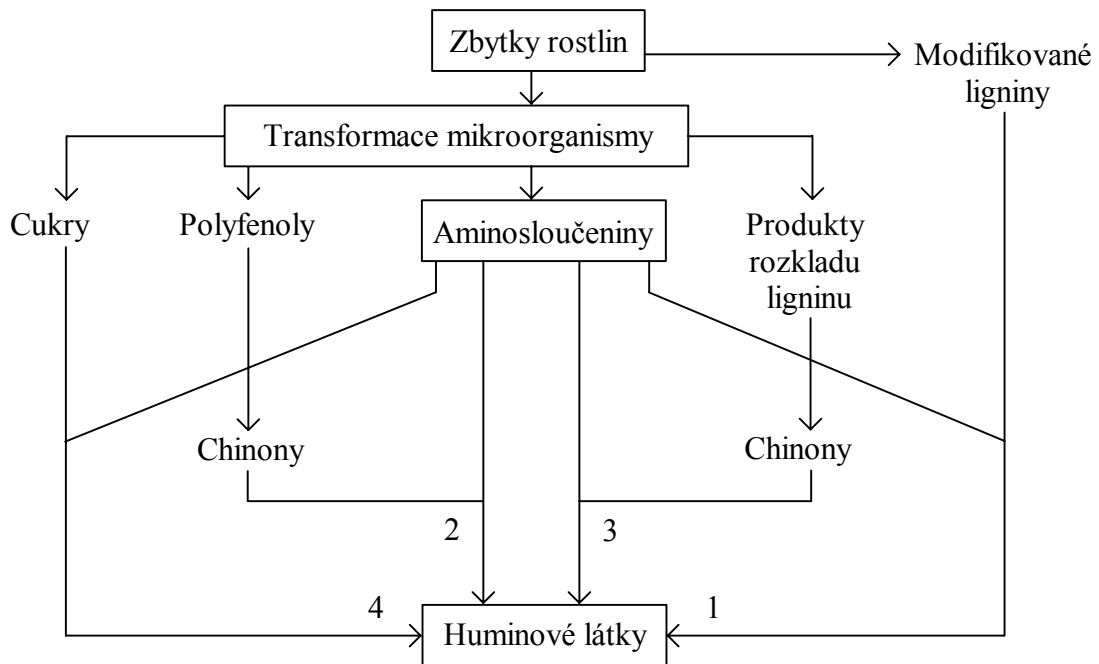 Zbytky rostlin
Modifikované
ligniny
Transformace mikroorganismy
Cukry
Polyfenoly
Aminosloučeniny
Produkty
rozkladu
ligninu
Chinony
Chinony
2
3
4
1
Huminové látky